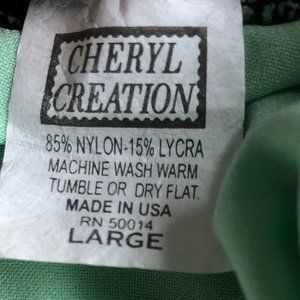 CHERYL
CREATION
85% NYLON-15% LYCRA
MACHINE WASH WARM
TUMBLE OR DRY FLAT.
MADE IN USA
RN 50014
LARGE